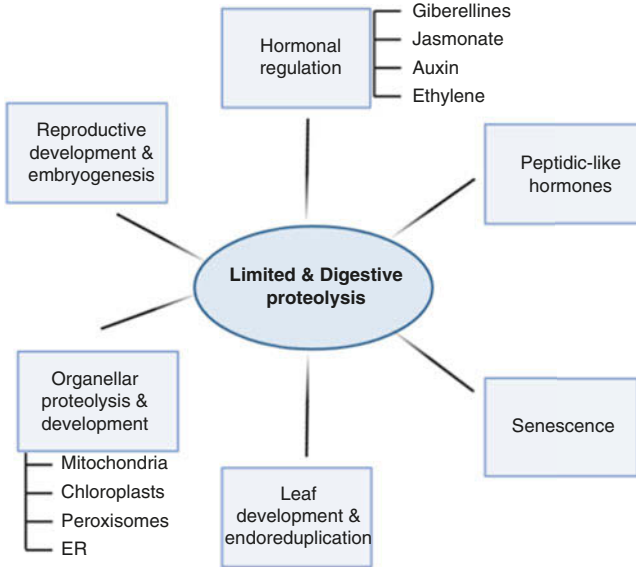 Hormonal
regulation
Giberellines
Jasmonate
Auxin
Ethylene
Reproductive
development &
embryogenesis
Peptidic-like
hormones
Limited & Digestive
proteolysis
Organellar
proteolysis &
development
Mitochondria
Chloroplasts
Peroxisomes
ER
Leaf
development &
endoreduplication
Senescence